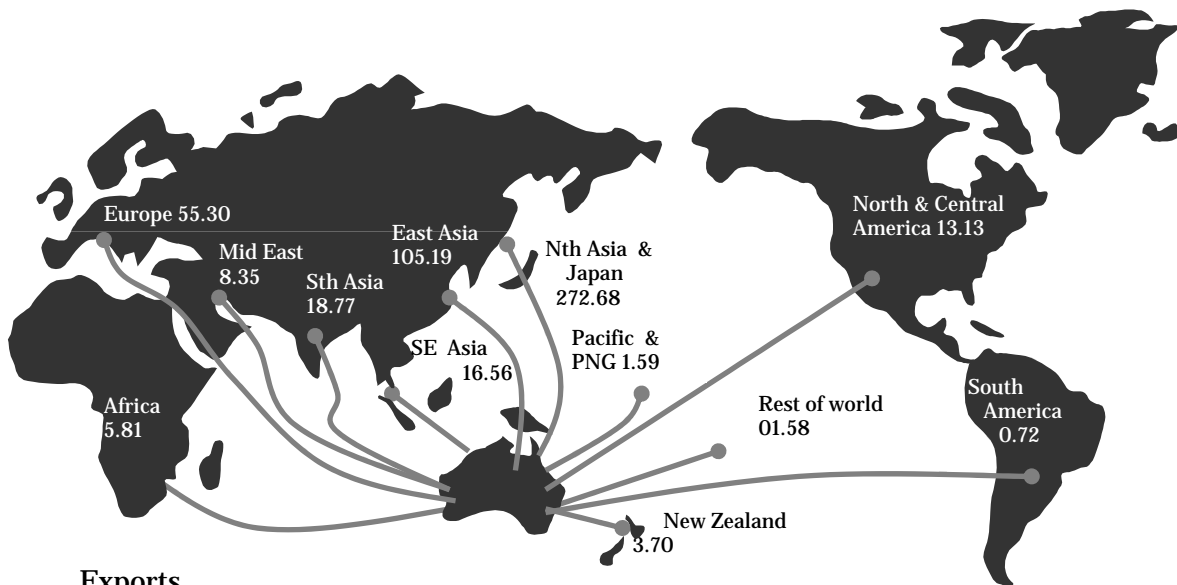 Europe 55.30
Mid East
8.35
Sth Asia
18.77
East Asia
105.19
Nth Asia &
Japan
272.68
North & Central
America 13.13
SE Asia
16.56
Pacific &
PNG 1.59
Africa
5.81
Rest of world
01.58
South
America
0.72
New Zealand
3.70
Exports